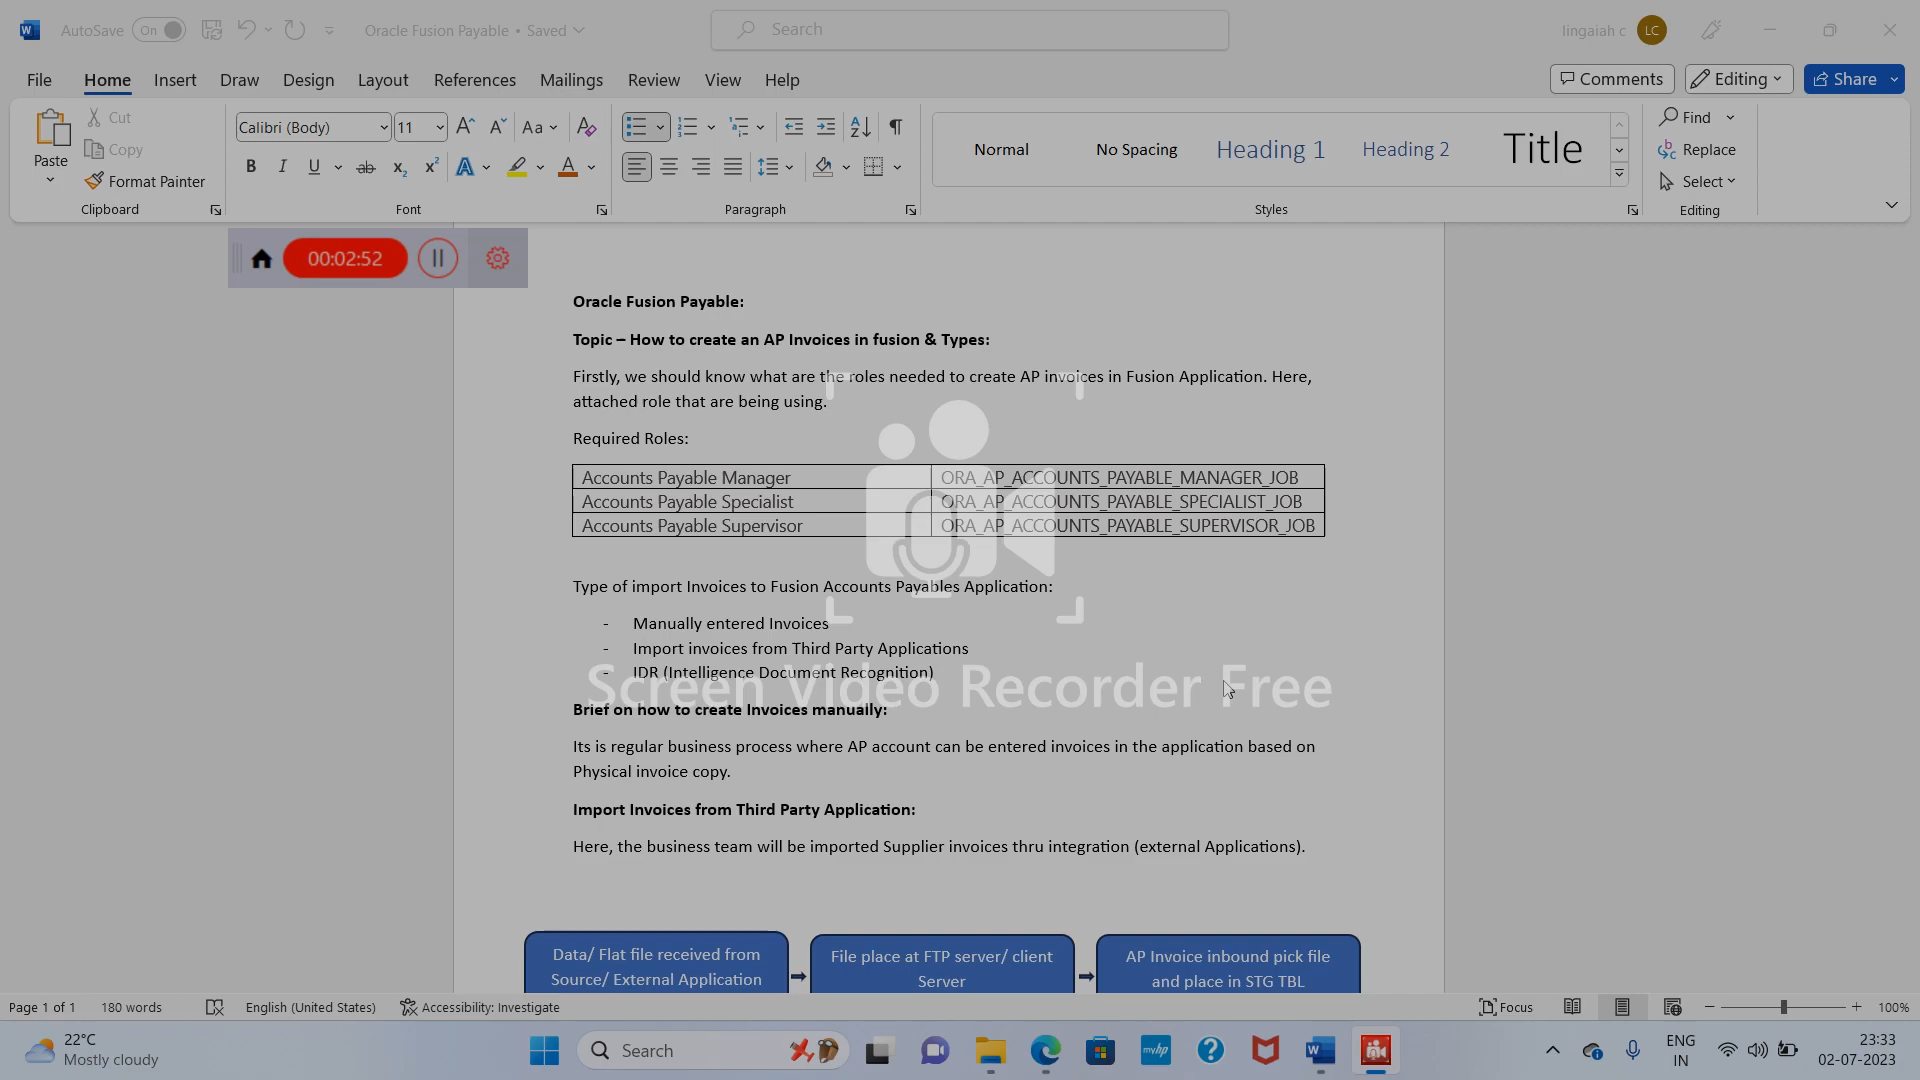 AutoSave On
Oracle Fusion Payable • Saved
Search
lingaiah c LC
File Home Insert Draw Design Layout References Mailings Review View Help
Comments Editing Share
Paste
Cut
Copy
Format Painter
Clipboard
Calibri (Body) 11
Font
Paragraph
Normal No Spacing Heading 1 Heading 2 Title
Styles
Find
Replace
Select
Editing
00:02:52
Oracle Fusion Payable:
Topic – How to create an AP Invoices in fusion & Types:
Firstly, we should know what are the roles needed to create AP invoices in Fusion Application. Here,
attached role that are being using.
Required Roles:
Accounts Payable Manager ORA_AP_ACCOUNTS_PAYABLE_MANAGER_JOB
Accounts Payable Specialist ORA_AP_ACCOUNTS_PAYABLE_SPECIALIST_JOB
Accounts Payable Supervisor ORA_AP_ACCOUNTS_PAYABLE_SUPERVISOR_JOB
Type of import Invoices to Fusion Accounts Payables Application:
- Manually entered Invoices
- Import invoices from Third Party Applications
- IDR (Intelligence Document Recognition)
Screen Video Recorder Free
Brief on how to create Invoices manually:
Its is regular business process where AP account can be entered invoices in the application based on
Physical invoice copy.
Import Invoices from Third Party Application:
Here, the business team will be imported Supplier invoices thru integration (external Applications).
Data/ Flat file received from
Source/ External Application
File place at FTP server/ client
Server
AP Invoice inbound pick file
and place in STG TBL
Page 1 of 1 180 words English (United States) Accessibility: Investigate
Focus 100%
22°C
Mostly cloudy
Search
myhp
ENG
IN
23:33
02-07-2023